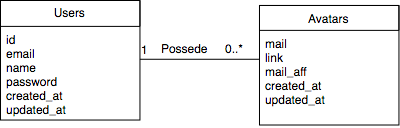 Users
id
email
name
password
created_at
updated_at
1 Possede 0..*
Avatars
mail
link
mail_aff
created_at
updated_at